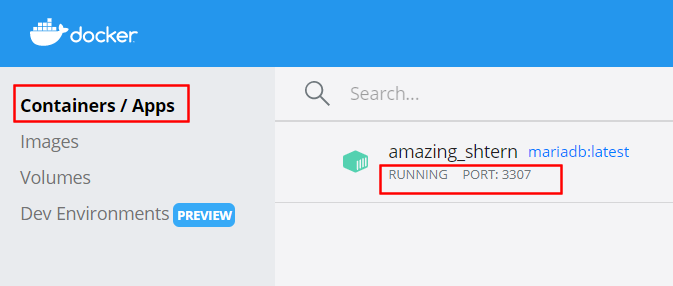 docker
Containers / Apps
Images
Volumes
Dev Environments PREVIEW
Search...
amazing_shtern mariadb:latest
RUNNING PORT: 3307